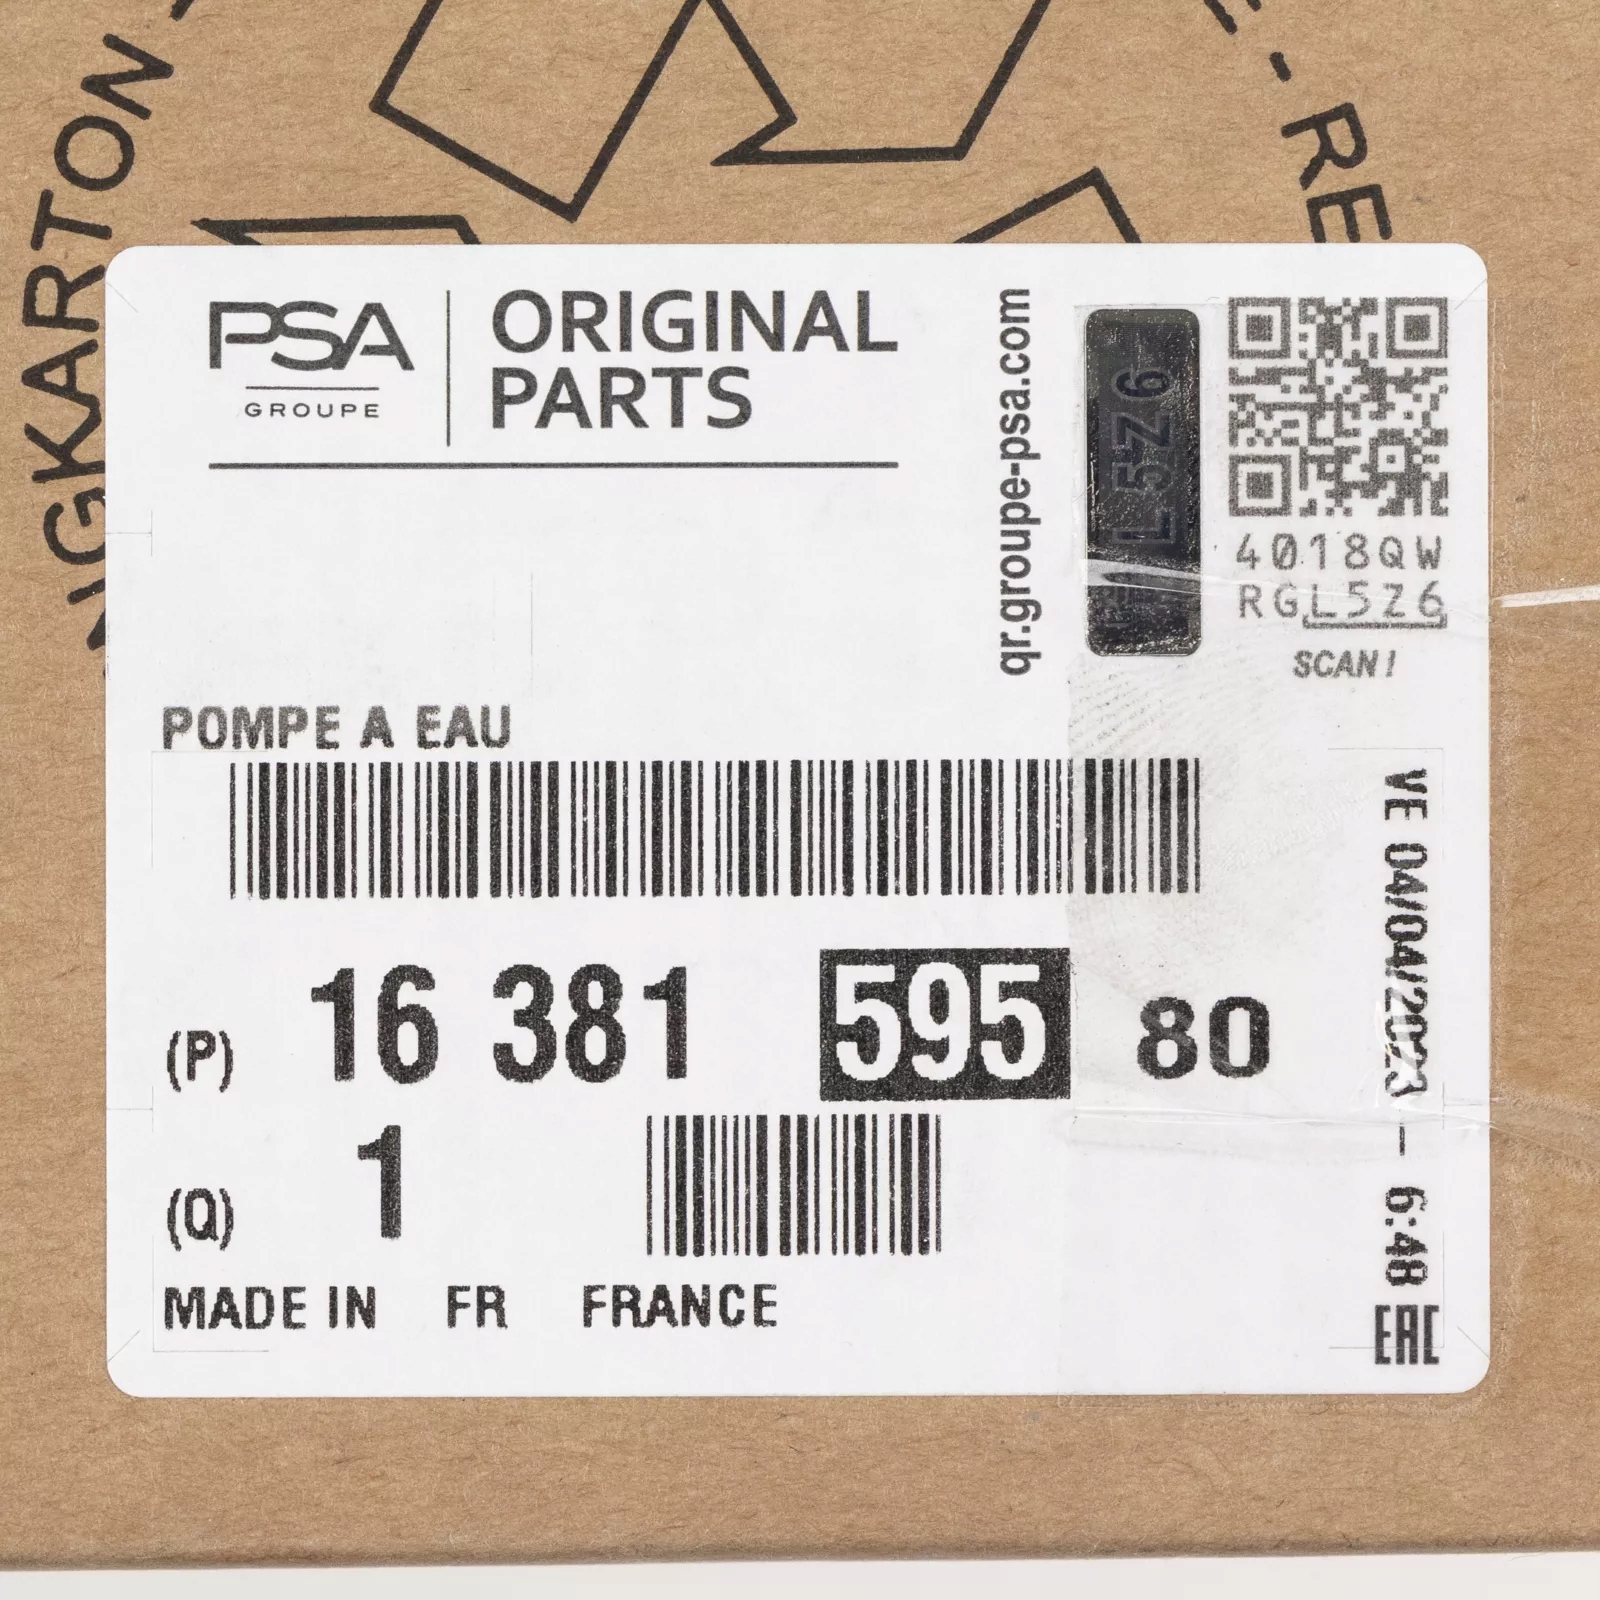 NGKARTON
- RE
PSA
GROUPE
ORIGINAL
PARTS
qr.groupe-psa.com
L5Z6
4018QW
RGL5Z6
SCAN!
POMPE A EAU
(P) 16 381 595 80
(Q) 1
MADE IN FR FRANCE
VE 04/04/2023 - 6:48
EAC